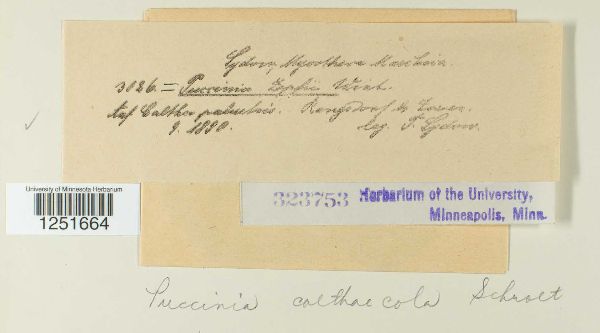 Sydow, Mycotheca Marchica.
3026. = Puccinia Zopfii Wint.
Auf Caltha palustris. Rangsdorf b. Zossen.
9. 1890. leg. P. Sydow.
University of Minnesota Herbarium
1251664
323753 Herbarium of the University,
Minneapolis, Minn.
Puccinia calthaecola Schroet